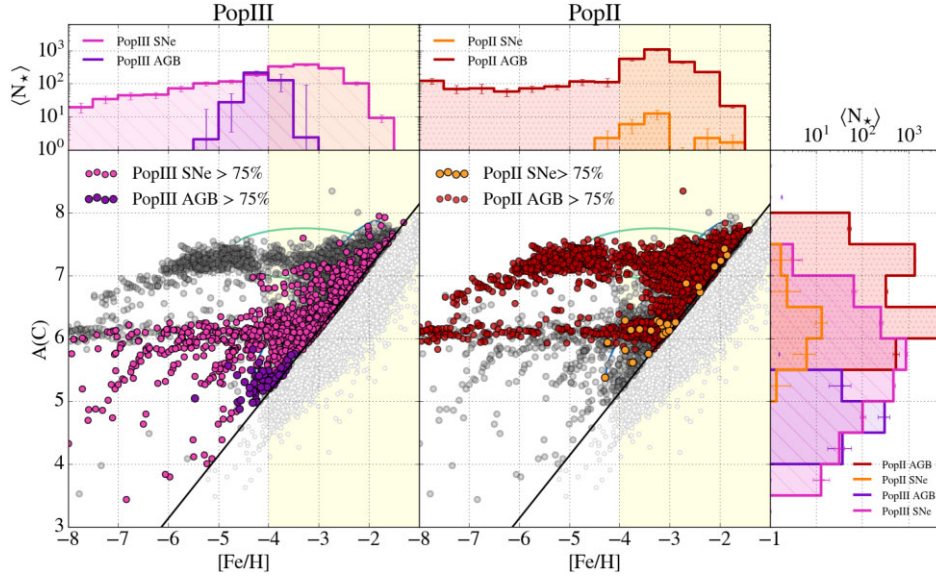 PopIII PopII
10³
10²
10¹
10⁰
⟨N⋆⟩
PopIII SNe
PopIII AGB
PopII SNe
PopII AGB
⟨N⋆⟩
10¹ 10² 10³
8
7
6
5
4
3
A(C)
PopIII SNe > 75%
PopIII AGB > 75%
PopII SNe> 75%
PopII AGB > 75%
PopII AGB
PopII SNe
PopIII AGB
PopIII SNe
−8 −7 −6 −5 −4 −3 −2 −8 −7 −6 −5 −4 −3 −2 −1
[Fe/H] [Fe/H]